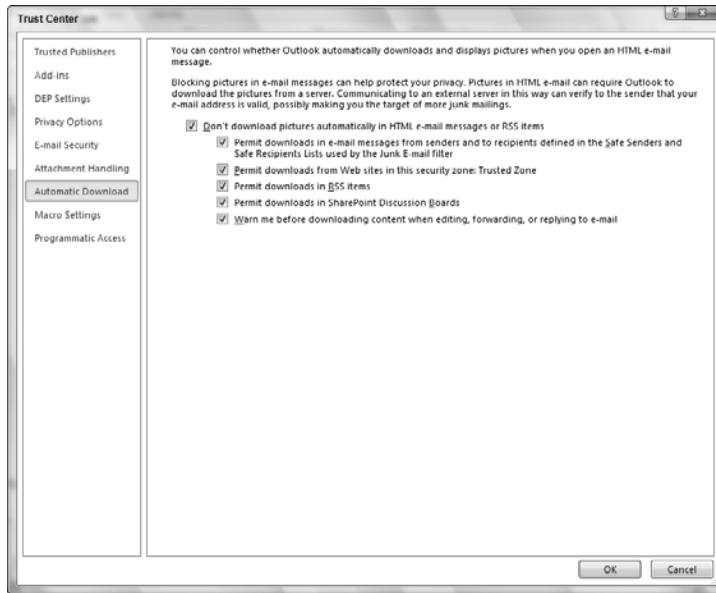 Trust Center
Trusted Publishers
Add-ins
DEP Settings
Privacy Options
E-mail Security
Attachment Handling
Automatic Download
Macro Settings
Programmatic Access
You can control whether Outlook automatically downloads and displays pictures when you open an HTML e-mail
message.
Blocking pictures in e-mail messages can help protect your privacy. Pictures in HTML e-mail can require Outlook to
download the pictures from a server. Communicating to an external server in this way can verify to the sender that your
e-mail address is valid, possibly making you the target of more junk mailings.
Don't download pictures automatically in HTML e-mail messages or RSS items
Permit downloads in e-mail messages from senders and to recipients defined in the Safe Senders and
Safe Recipients Lists used by the Junk E-mail filter
Permit downloads from Web sites in this security zone: Trusted Zone
Permit downloads in RSS items
Permit downloads in SharePoint Discussion Boards
Warn me before downloading content when editing, forwarding, or replying to e-mail
OK
Cancel